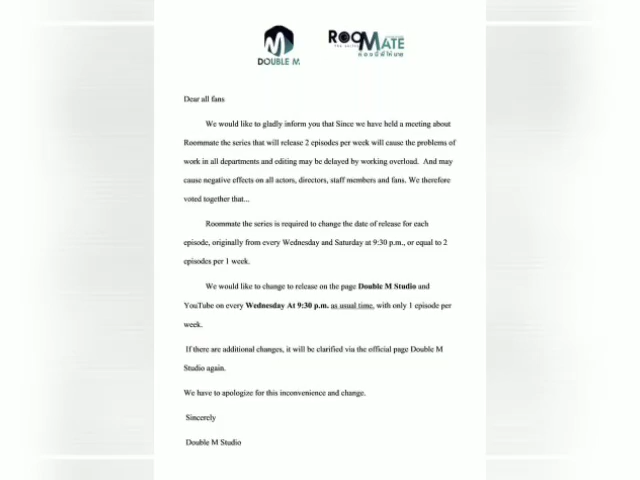 DOUBLE M
ROOMMATE
Dear all fans
We would like to gladly inform you that Since we have held a meeting about
Roommate the series that will release 2 episodes per week will cause the problems of
work in all departments and editing may be delayed by working overload. And may
cause negative effects on all actors, directors, staff members and fans. We therefore
voted together that...
Roommate the series is required to change the date of release for each
episode, originally from every Wednesday and Saturday at 9:30 p.m., or equal to 2
episodes per 1 week.
We would like to change to release on the page Double M Studio and
YouTube on every Wednesday At 9:30 p.m. as usual time, with only 1 episode per
week.
If there are additional changes, it will be clarified via the official page Double M
Studio again.
We have to apologize for this inconvenience and change.
Sincerely
Double M Studio